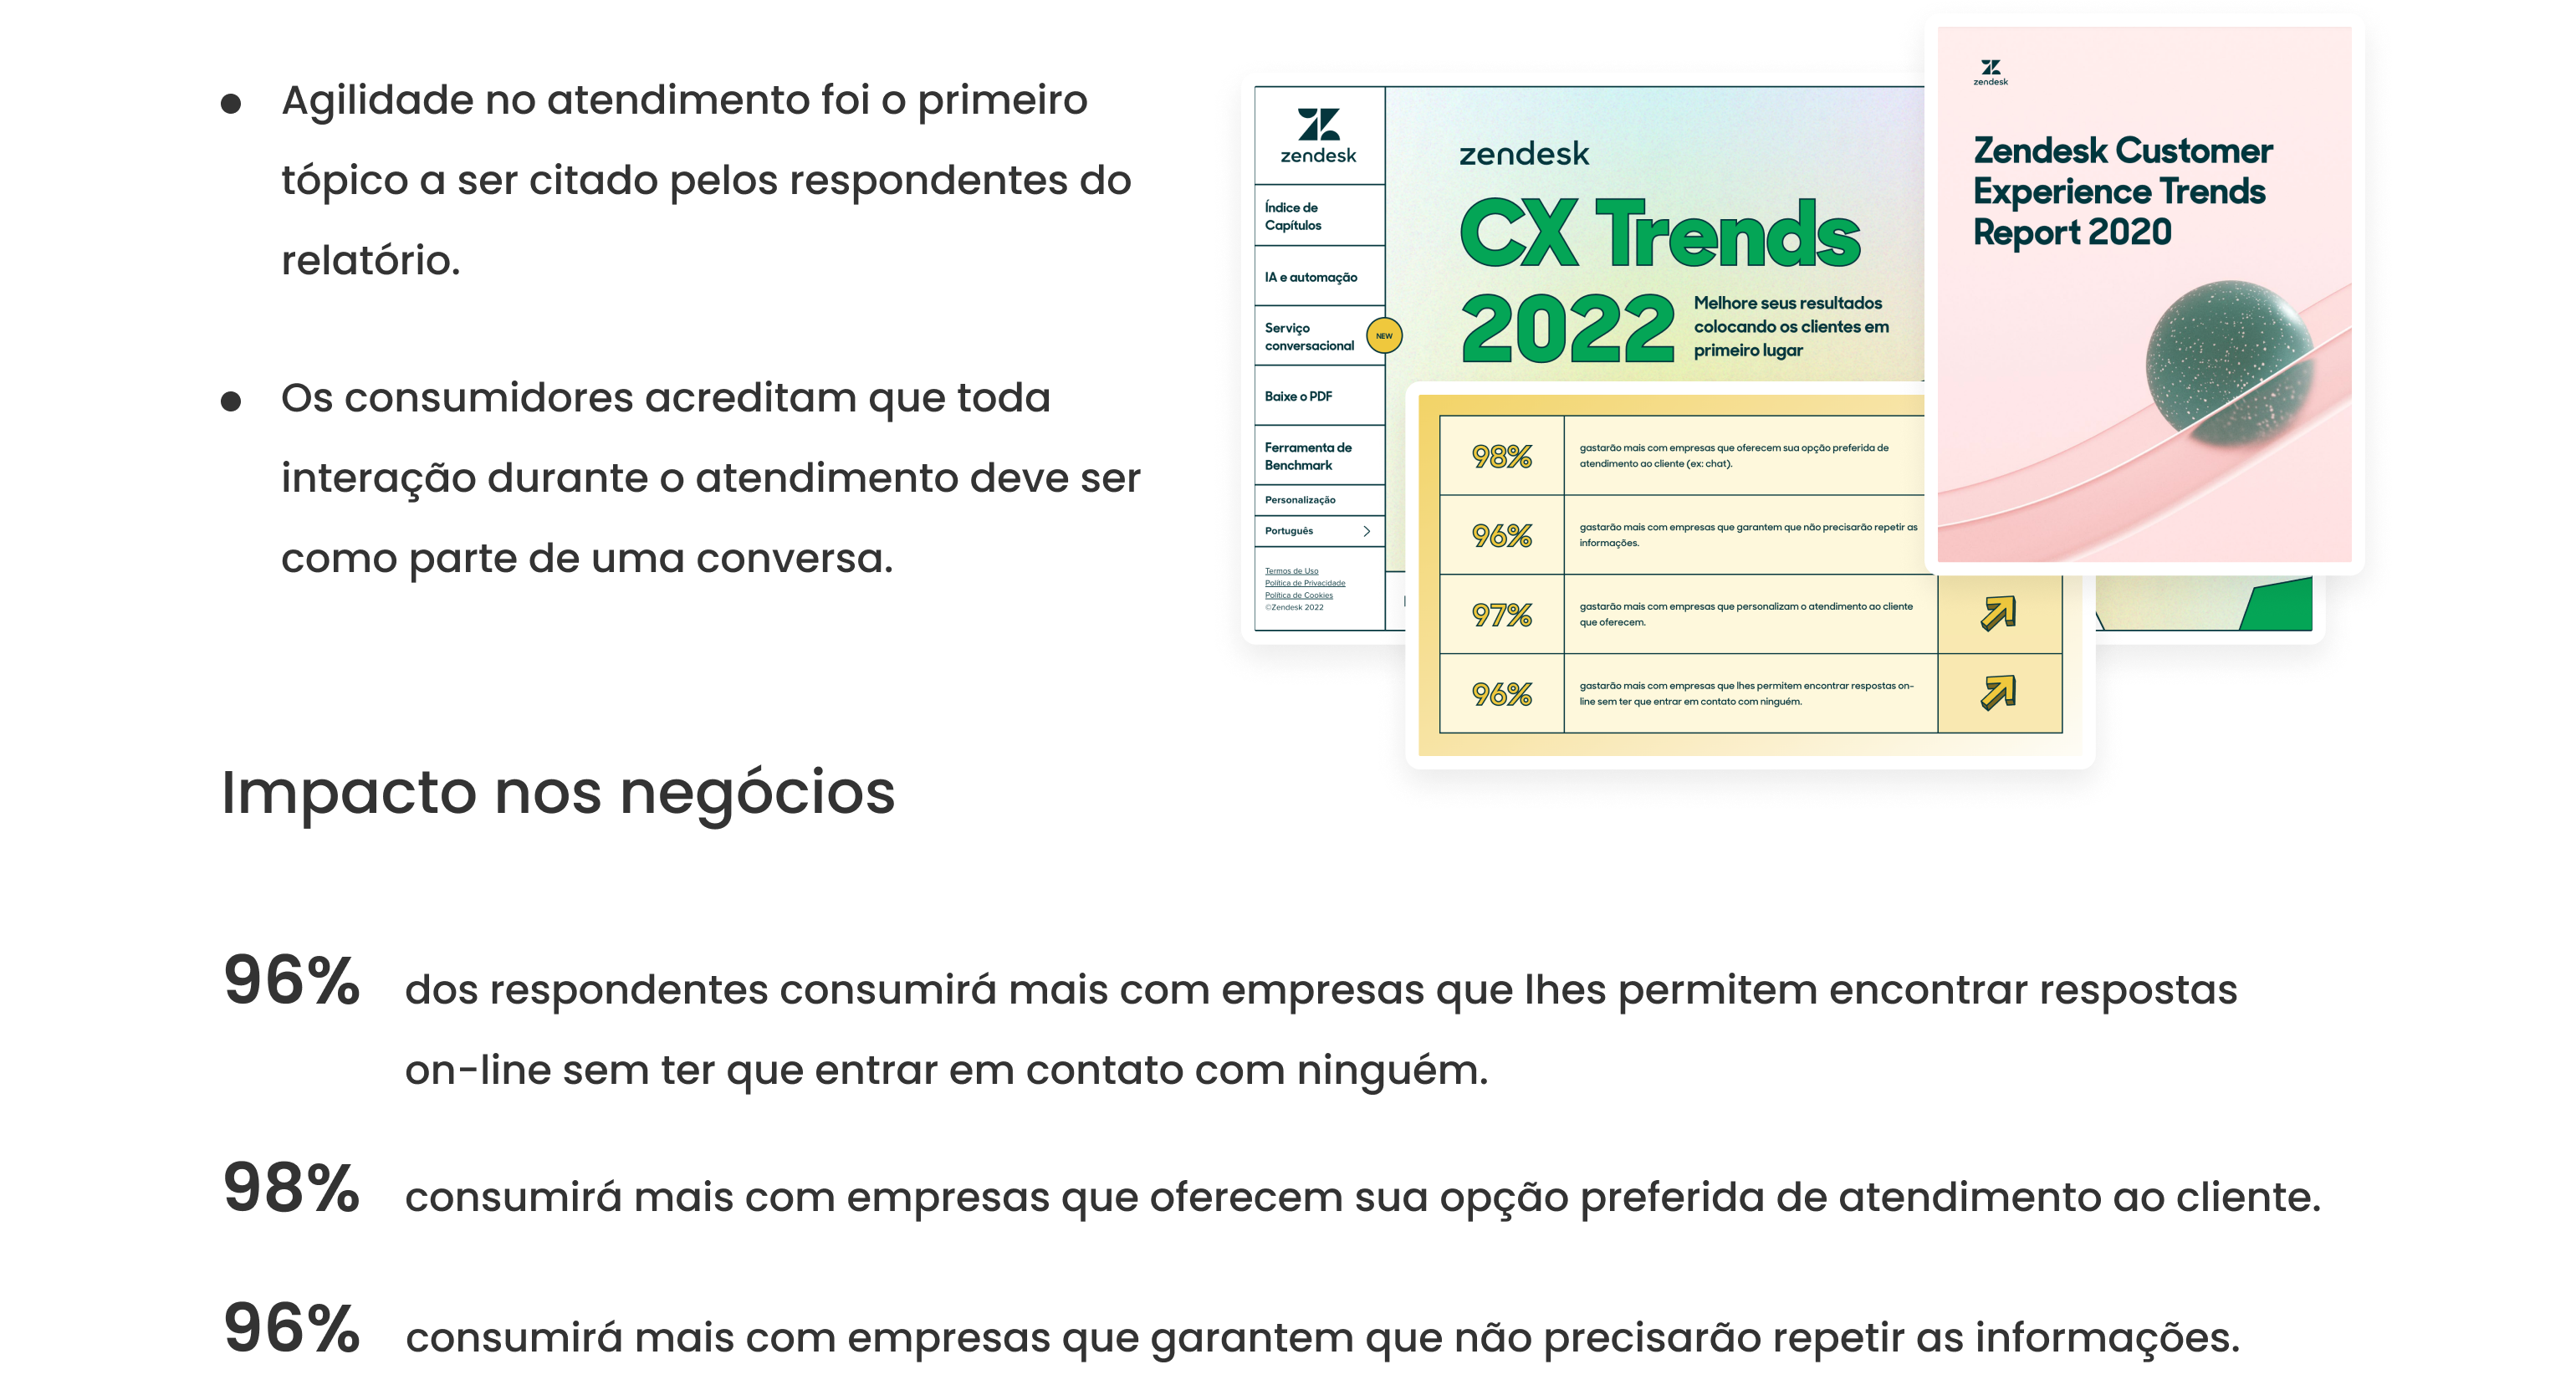 Agilidade no atendimento foi o primeiro
tópico a ser citado pelos respondentes do
relatório.
Os consumidores acreditam que toda
interação durante o atendimento deve ser
como parte de uma conversa.
zendesk
Índice de
Capítulos
IA e automação
Serviço
conversacional
NEW
Baixe o PDF
Ferramenta de
Benchmark
Personalização
Português
Termos de Uso
Política de Privacidade
Política de Cookies
©Zendesk 2022
zendesk
CX Trends
2022
Melhore seus resultados
colocando os clientes em
primeiro lugar
zendesk
Zendesk Customer
Experience Trends
Report 2020
98%
gastarão mais com empresas que oferecem sua opção preferida de
atendimento ao cliente (ex: chat).
96%
gastarão mais com empresas que garantem que não precisarão repetir as
informações.
97%
gastarão mais com empresas que personalizam o atendimento ao cliente
que oferecem.
96%
gastarão mais com empresas que lhes permitem encontrar respostas on-
line sem ter que entrar em contato com ninguém.
Impacto nos negócios
96% dos respondentes consumirá mais com empresas que lhes permitem encontrar respostas
on-line sem ter que entrar em contato com ninguém.
98% consumirá mais com empresas que oferecem sua opção preferida de atendimento ao cliente.
96% consumirá mais com empresas que garantem que não precisarão repetir as informações.